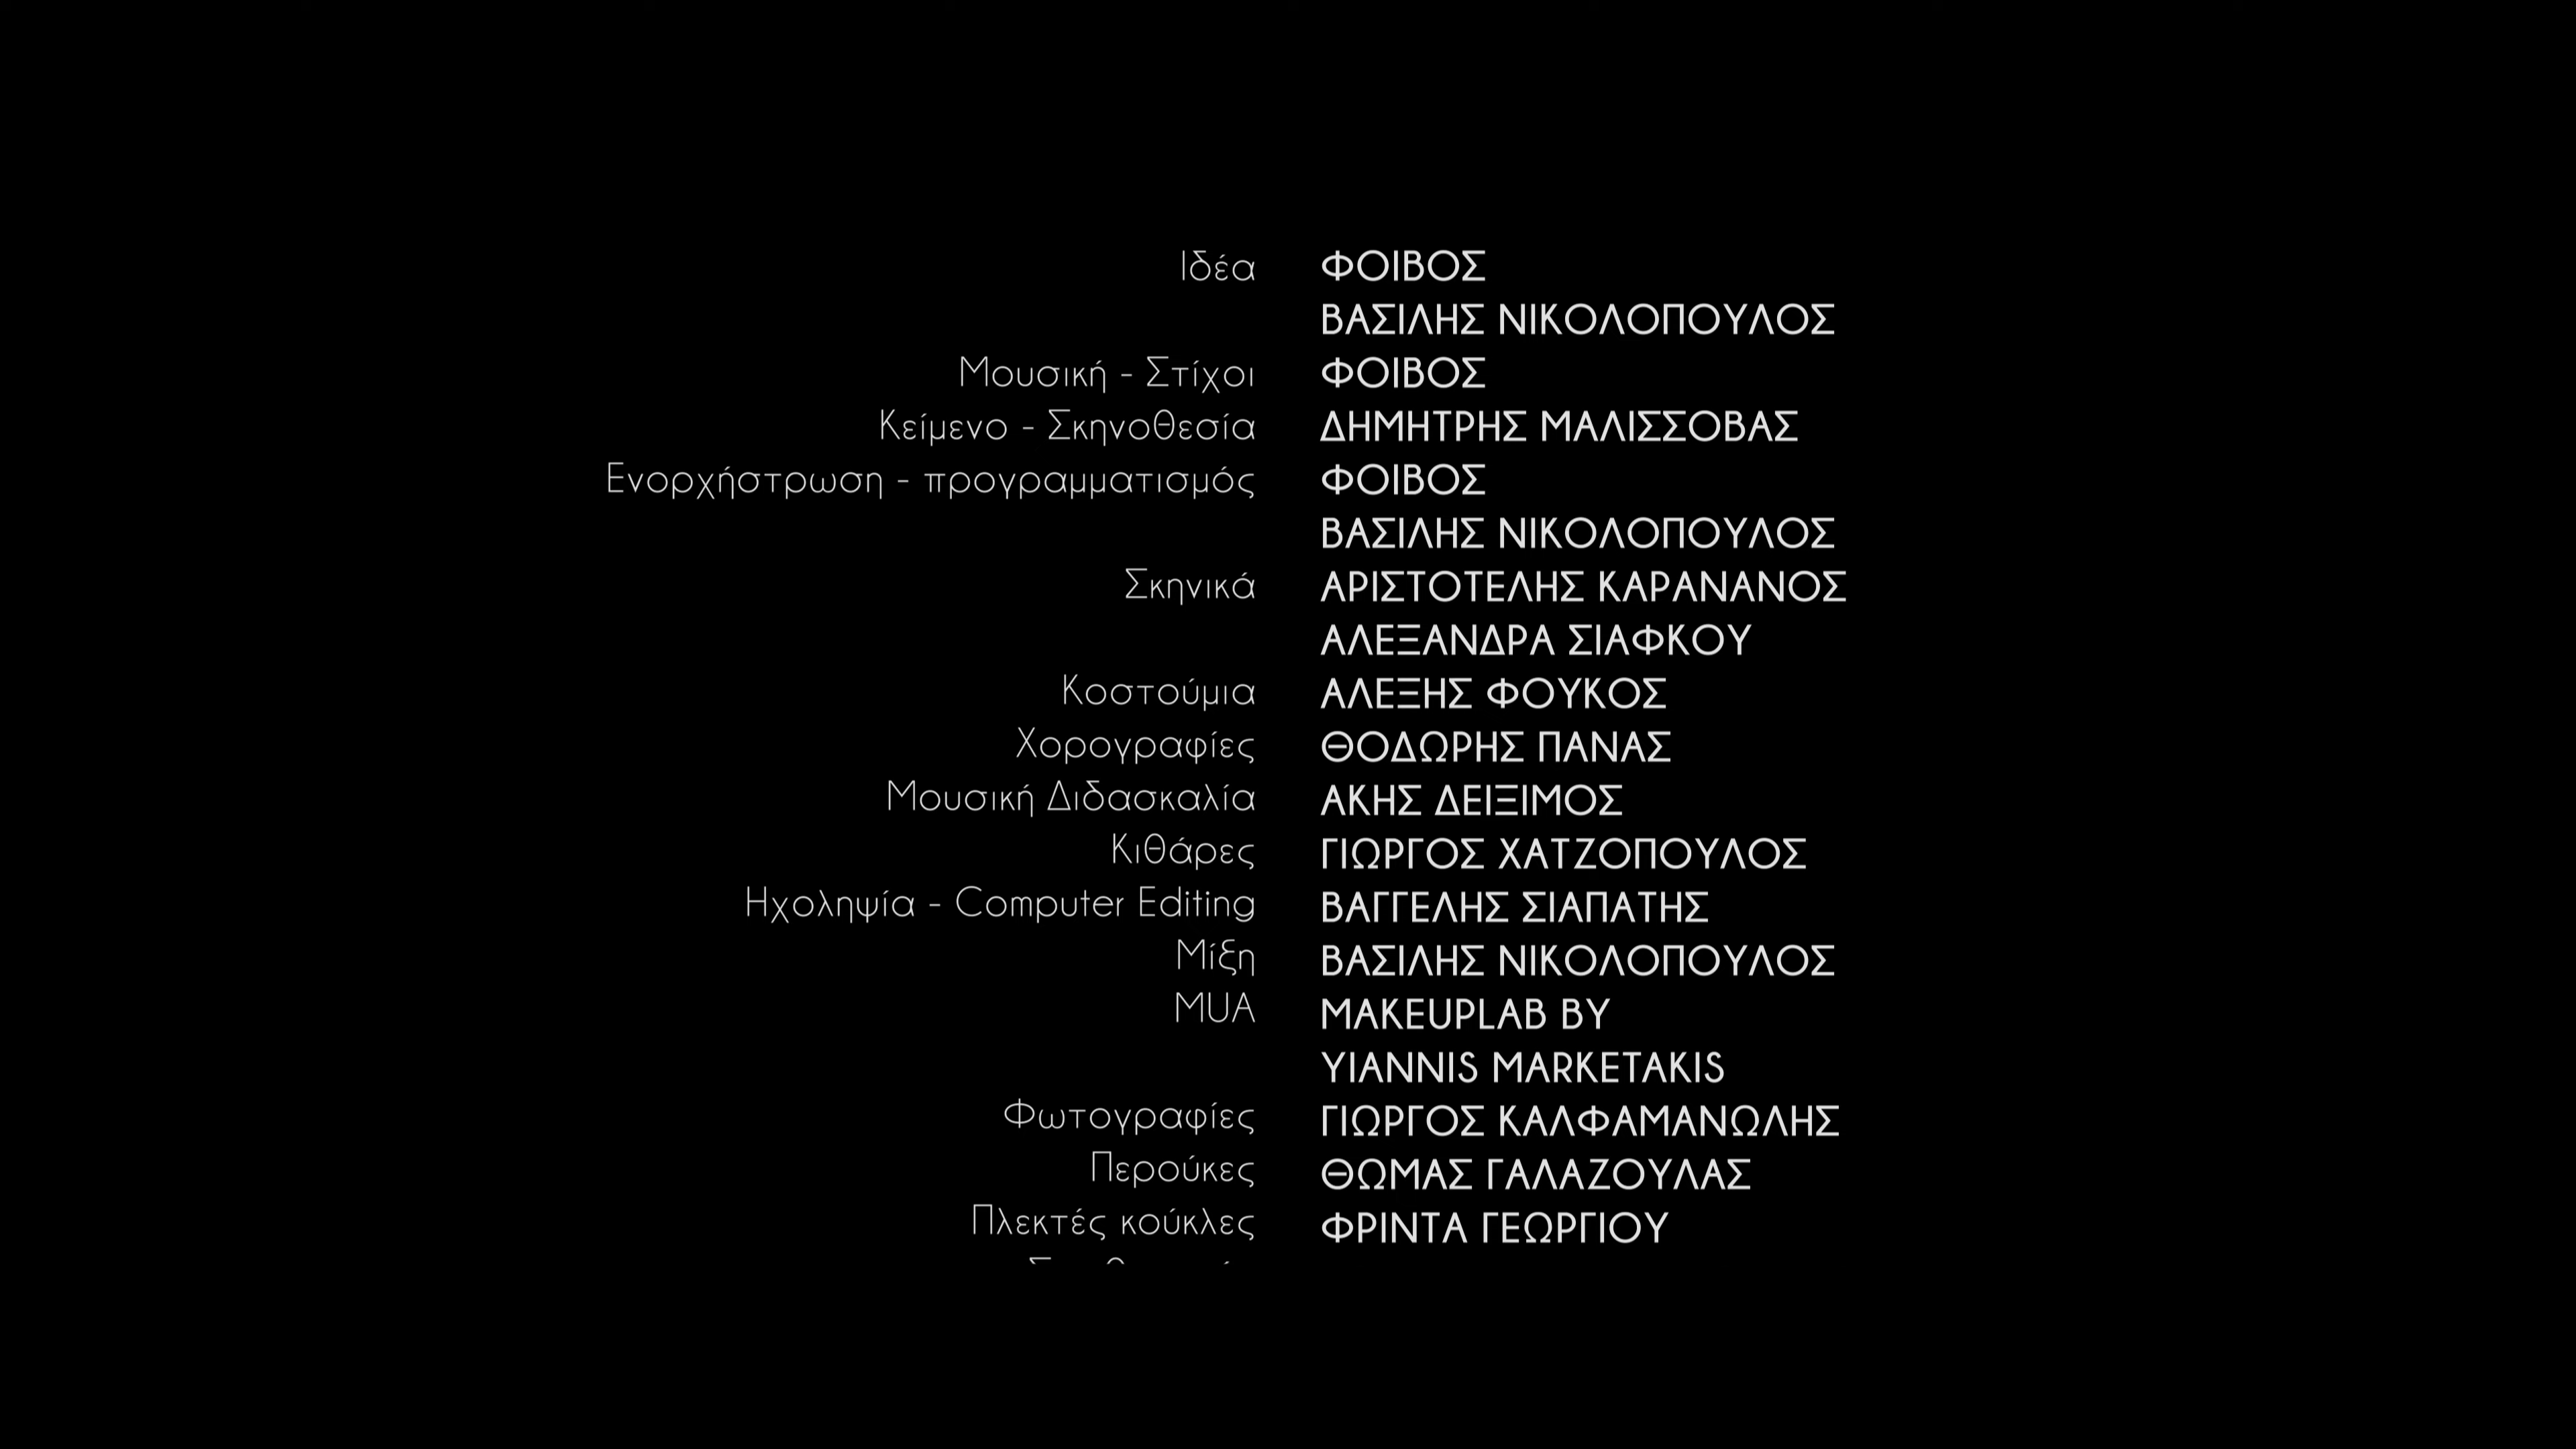 Ιδέα ΦΟΙΒΟΣ
ΒΑΣΙΛΗΣ ΝΙΚΟΛΟΠΟΥΛΟΣ
Μουσική - Στίχοι ΦΟΙΒΟΣ
Κείμενο - Σκηνοθεσία ΔΗΜΗΤΡΗΣ ΜΑΛΙΣΣΟΒΑΣ
Ενορχήστρωση - προγραμματισμός ΦΟΙΒΟΣ
ΒΑΣΙΛΗΣ ΝΙΚΟΛΟΠΟΥΛΟΣ
Σκηνικά ΑΡΙΣΤΟΤΕΛΗΣ ΚΑΡΑΝΑΝΟΣ
ΑΛΕΞΑΝΔΡΑ ΣΙΑΦΚΟΥ
Κοστούμια ΑΛΕΞΗΣ ΦΟΥΚΟΣ
Χορογραφίες ΘΟΔΩΡΗΣ ΠΑΝΑΣ
Μουσική Διδασκαλία ΑΚΗΣ ΔΕΙΞΙΜΟΣ
Κιθάρες ΓΙΩΡΓΟΣ ΧΑΤΖΟΠΟΥΛΟΣ
Ηχοληψία - Computer Editing ΒΑΓΓΕΛΗΣ ΣΙΑΠΑΤΗΣ
Μίξη ΒΑΣΙΛΗΣ ΝΙΚΟΛΟΠΟΥΛΟΣ
MUA MAKEUPLAB BY
YIANNIS MARKETAKIS
Φωτογραφίες ΓΙΩΡΓΟΣ ΚΑΛΦΑΜΑΝΩΛΗΣ
Περούκες ΘΩΜΑΣ ΓΑΛΑΖΟΥΛΑΣ
Πλεκτές κούκλες ΦΡΙΝΤΑ ΓΕΩΡΓΙΟΥ